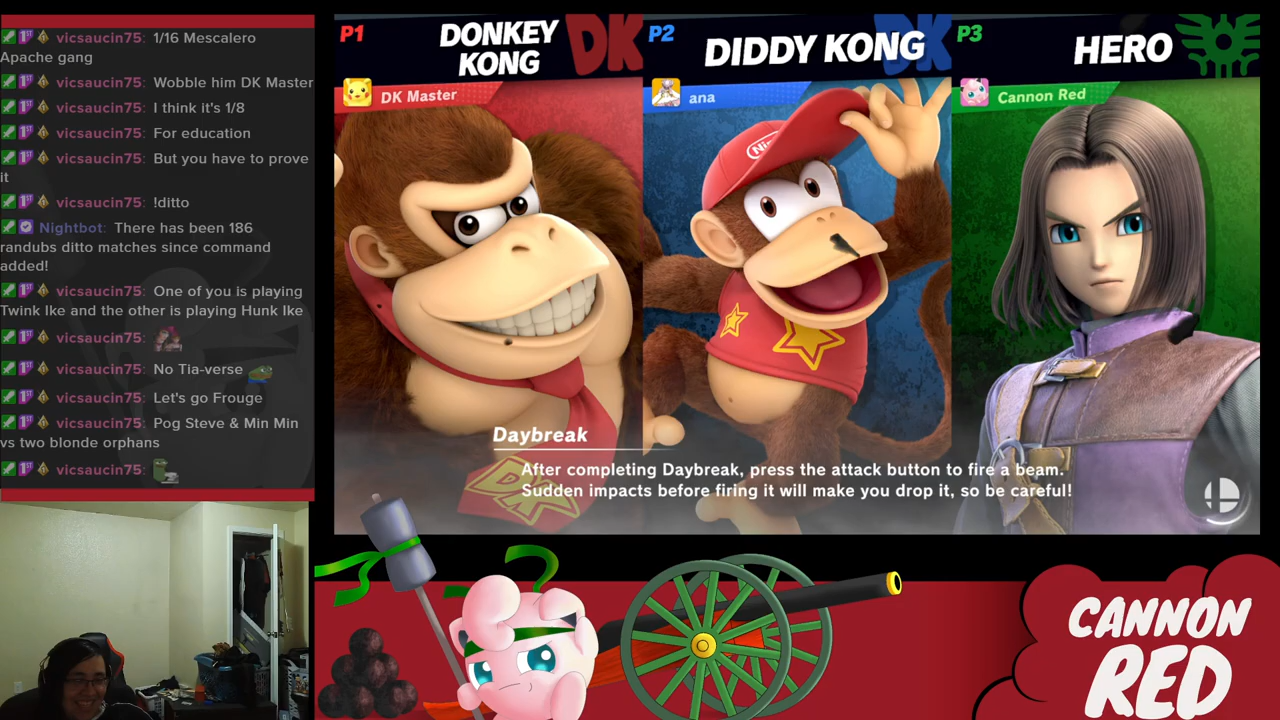 vicsaucin75: 1/16 Mescalero
Apache gang
vicsaucin75: Wobble him DK Master
vicsaucin75: I think it's 1/8
vicsaucin75: For education
vicsaucin75: But you have to prove
it
vicsaucin75: !ditto
Nightbot: There has been 186
randubs ditto matches since command
added!
vicsaucin75: One of you is playing
Twink Ike and the other is playing Hunk Ike
vicsaucin75:
vicsaucin75: No Tia-verse
vicsaucin75: Let's go Frouge
vicsaucin75: Pog Steve & Min Min
vs two blonde orphans
vicsaucin75:
P1
DONKEY
KONG
DK
DK Master
P2
DIDDY KONG
DK
ana
P3
HERO
Cannon Red
Nin
DK
Daybreak
After completing Daybreak, press the attack button to fire a beam.
Sudden impacts before firing it will make you drop it, so be careful!
CANNON
RED